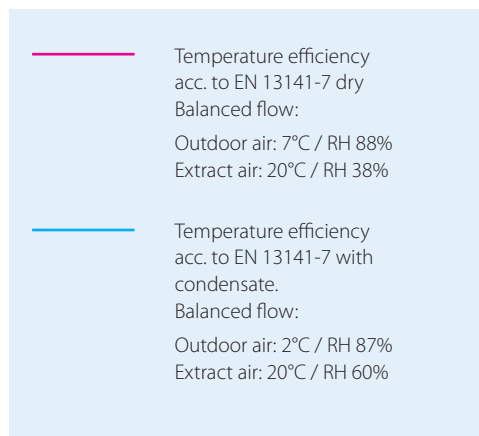 Temperature efficiency
acc. to EN 13141-7 dry
Balanced flow:
Outdoor air: 7°C / RH 88%
Extract air: 20°C / RH 38%
Temperature efficiency
acc. to EN 13141-7 with
condensate.
Balanced flow:
Outdoor air: 2°C / RH 87%
Extract air: 20°C / RH 60%